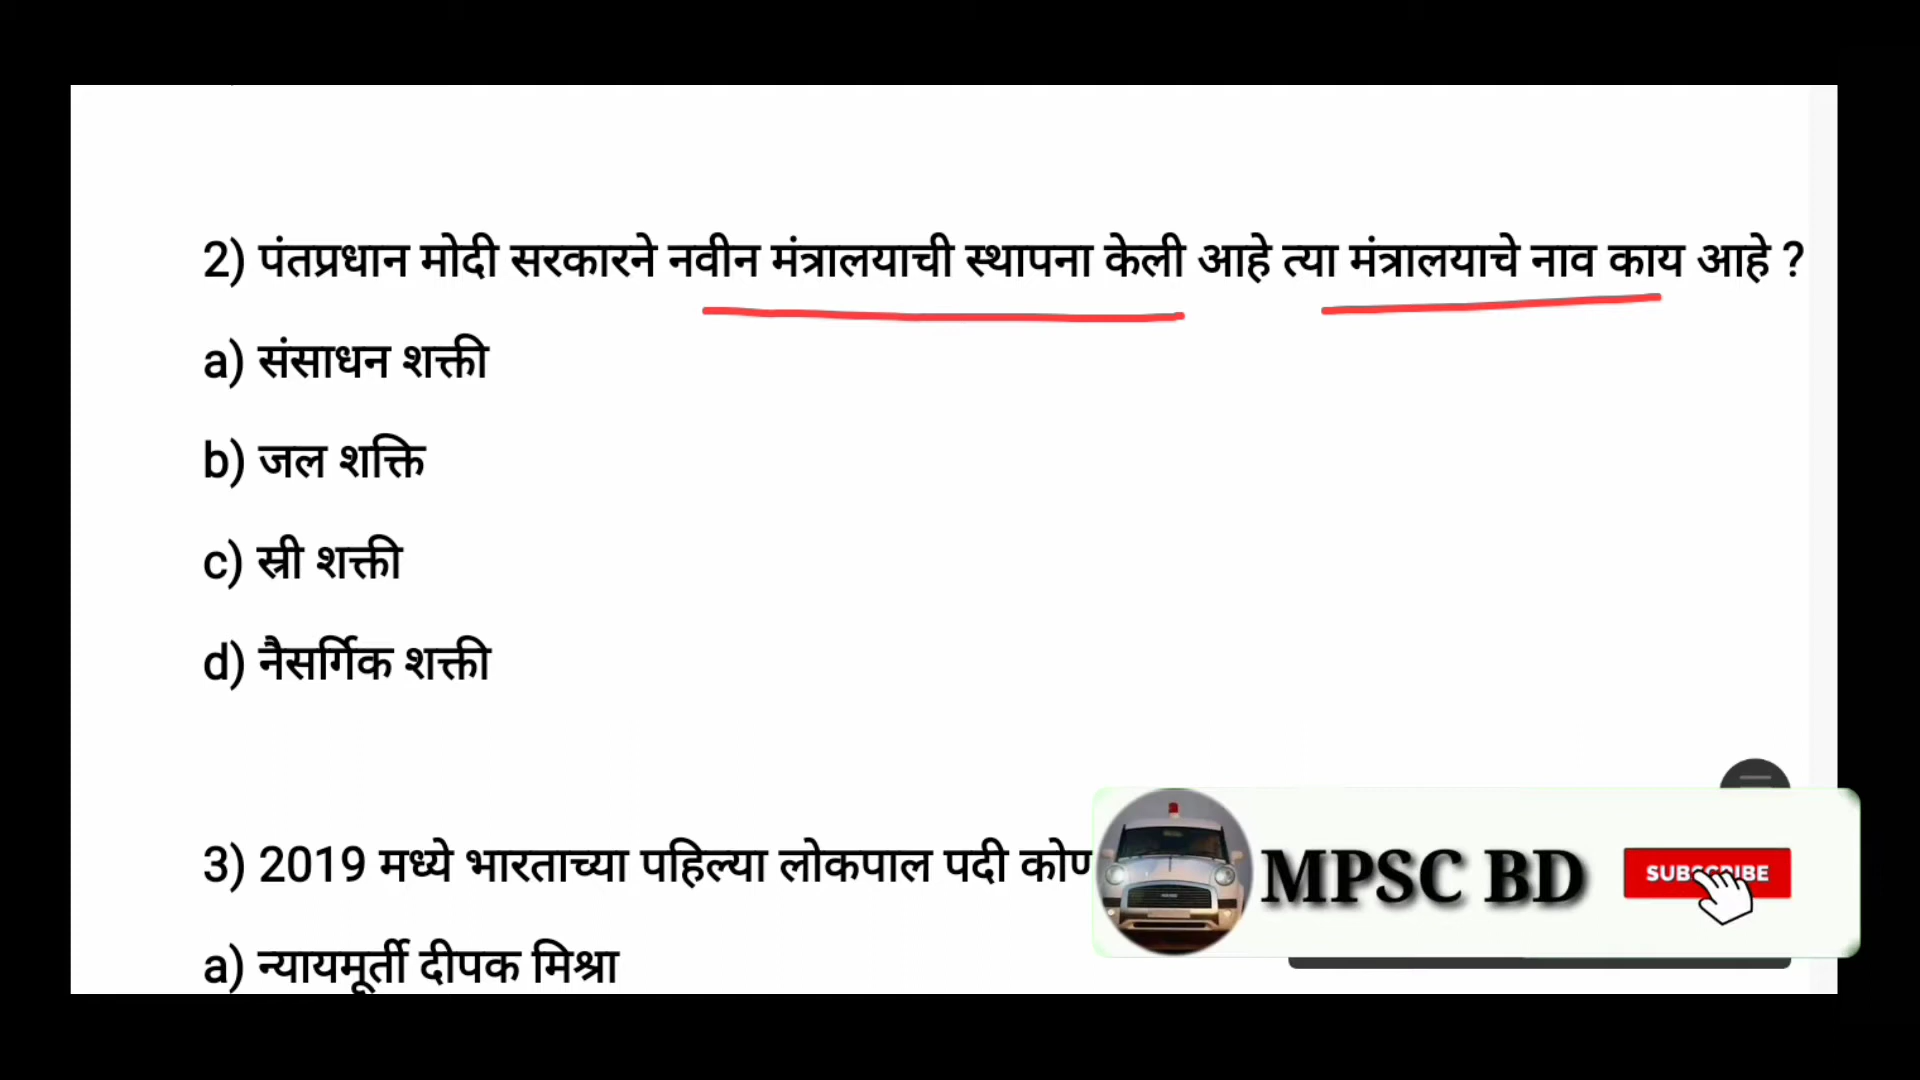 2) पंतप्रधान मोदी सरकारने नवीन मंत्रालयाची स्थापना केली आहे त्या मंत्रालयाचे नाव काय आहे ?
a) संसाधन शक्ती
b) जल शक्ति
c) स्री शक्ती
d) नैसर्गिक शक्ती
3) 2019 मध्ये भारताच्या पहिल्या लोकपाल पदी
MPSC BD
SUBSCRIBE
a) न्यायमूर्ती दीपक मिश्रा